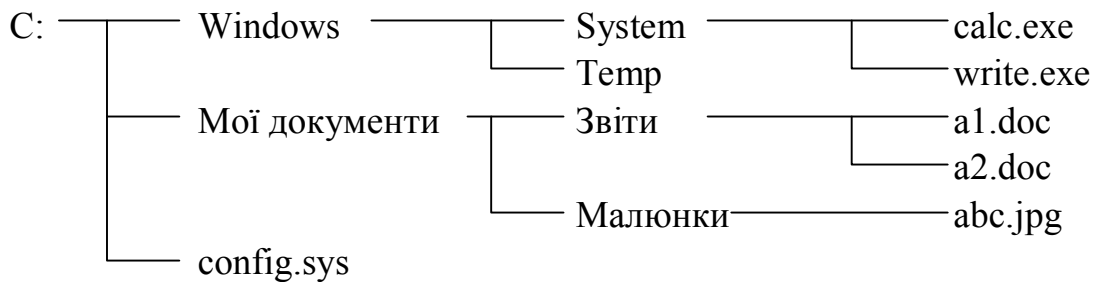 C: Windows System calc.exe
Temp write.exe
Мої документи Звіти a1.doc
a2.doc
Малюнки abc.jpg
config.sys